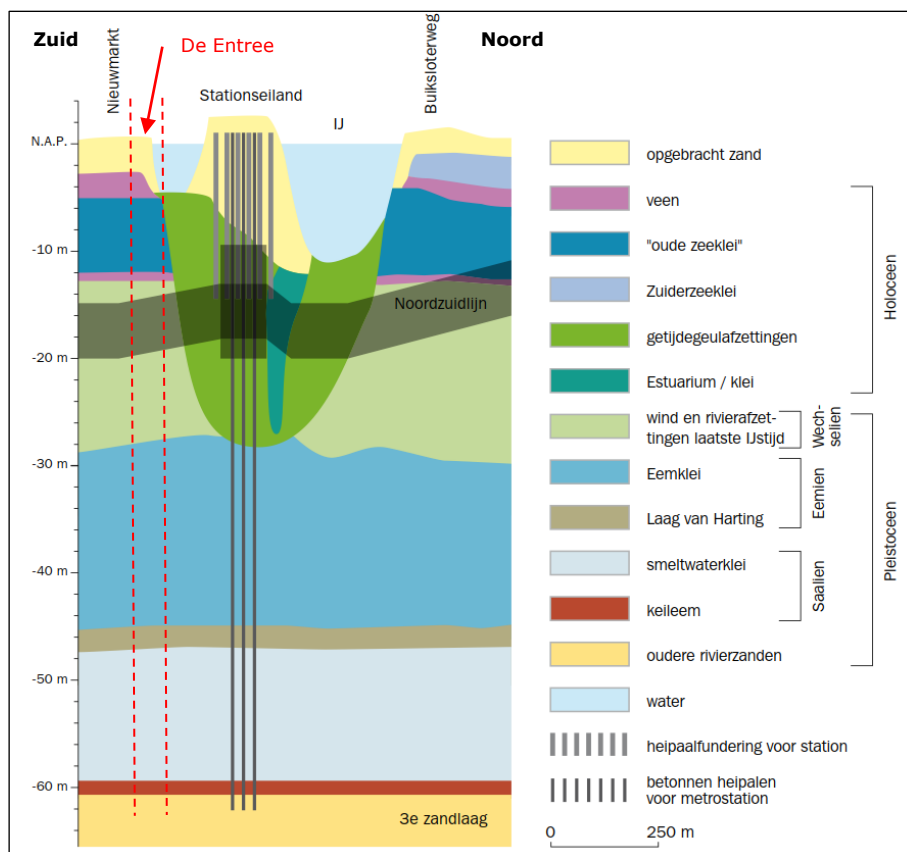 Zuid
De Entree
Noord
Nieuwmarkt
Stationseiland
IJ
Buiksloterweg
N.A.P.
-10 m
-20 m
-30 m
-40 m
-50 m
-60 m
Noordzuidlijn
3e zandlaag
opgebracht zand
veen
"oude zeeklei"
Zuiderzeeklei
getijdegeulafzettingen
Estuarium / klei
wind en rivierafzet-
tingen laatste IJstijd
Eemklei
Laag van Harting
smeltwaterklei
keileem
oudere rivierzanden
water
heipaalfundering voor station
betonnen heipalen
voor metrostation
0 250 m
Holoceen
Wech-
selien
Eemien
Saalien
Pleistoceen